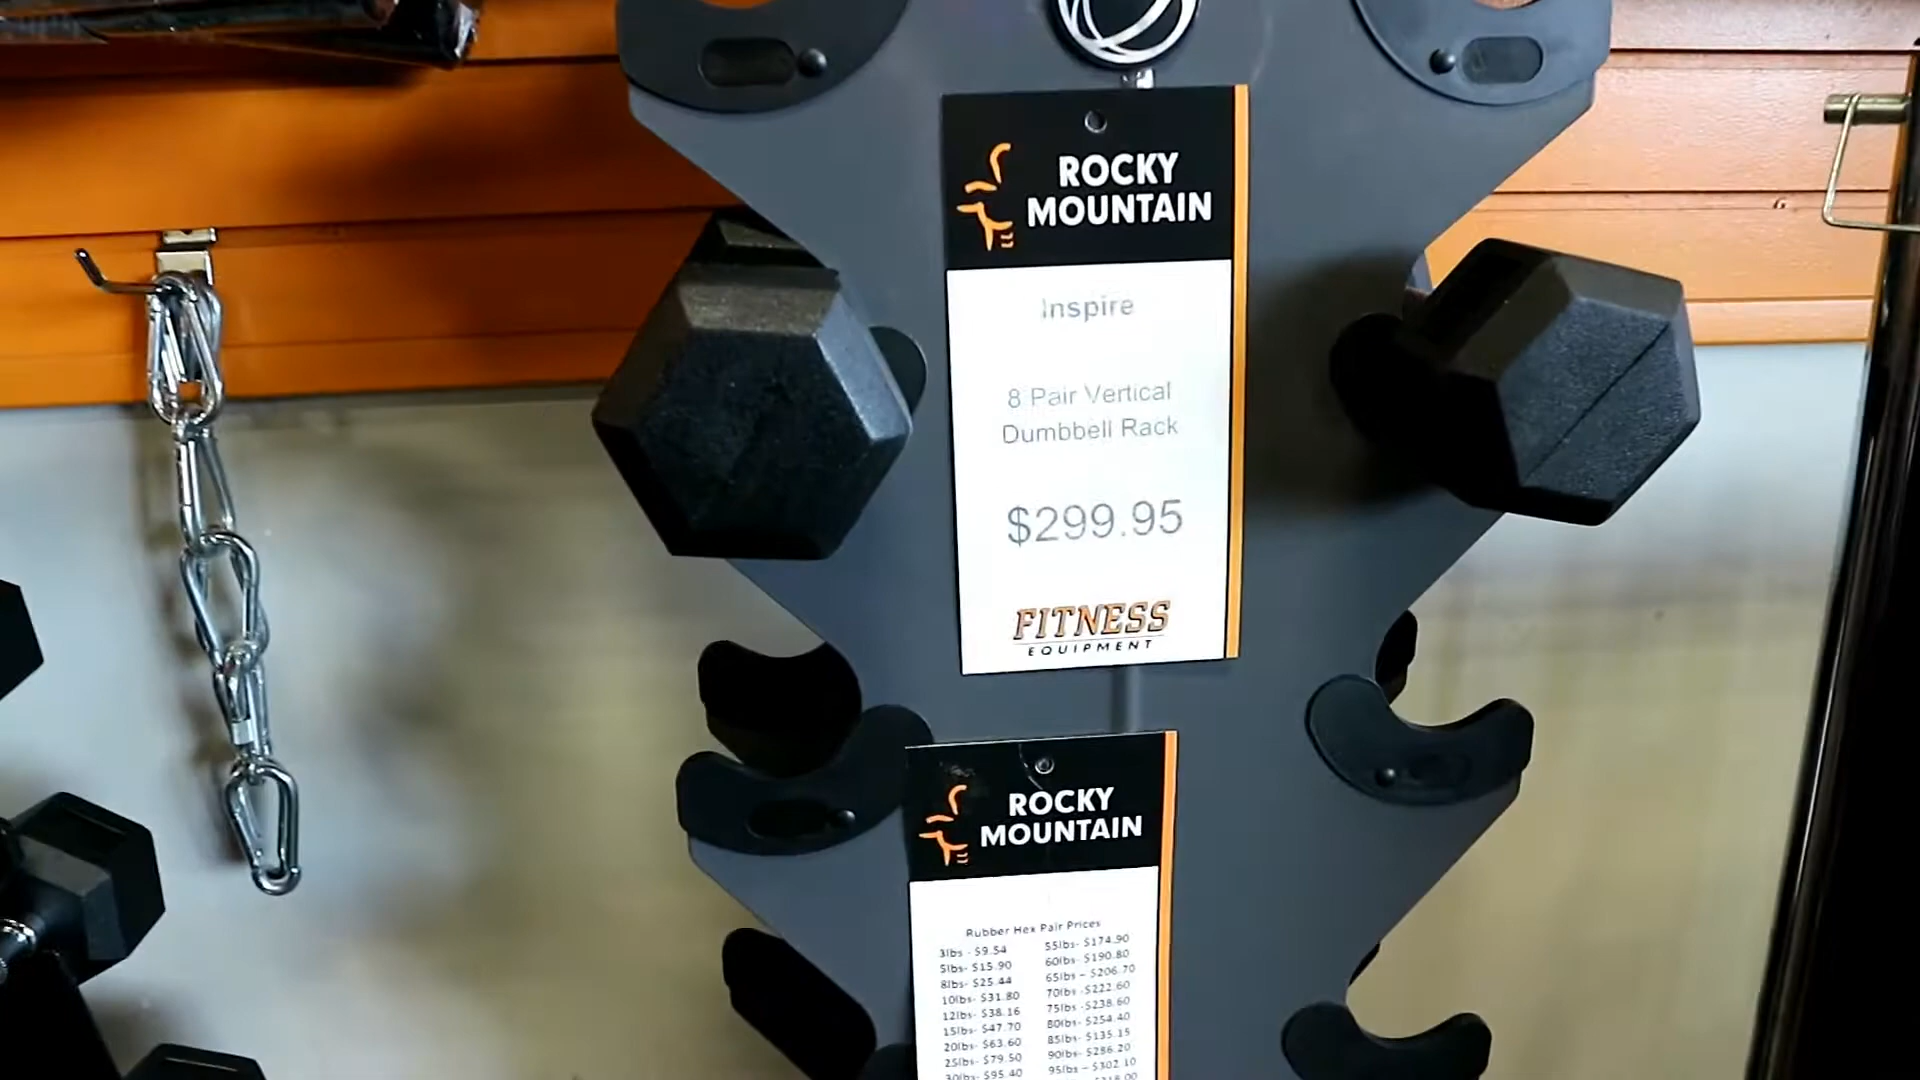 ROCKY
MOUNTAIN
Inspire
8 Pair Vertical
Dumbbell Rack
$299.95
FITNESS
EQUIPMENT
ROCKY
MOUNTAIN
Rubber Hex Pair Prices
3lbs - $9.54
5lbs- $15.90
8lbs- $25.44
10lbs- $31.80
12lbs- $38.16
15lbs- $47.70
20lbs- $63.60
25lbs- $79.50
30lbs- $95.40
55lbs- $174.90
60lbs- $190.80
65lbs – $206.70
70lbs -$222.60
75lbs -$238.60
80lbs- $254.40
85lbs- $135.15
90lbs- $286.20
95lbs – $302.10